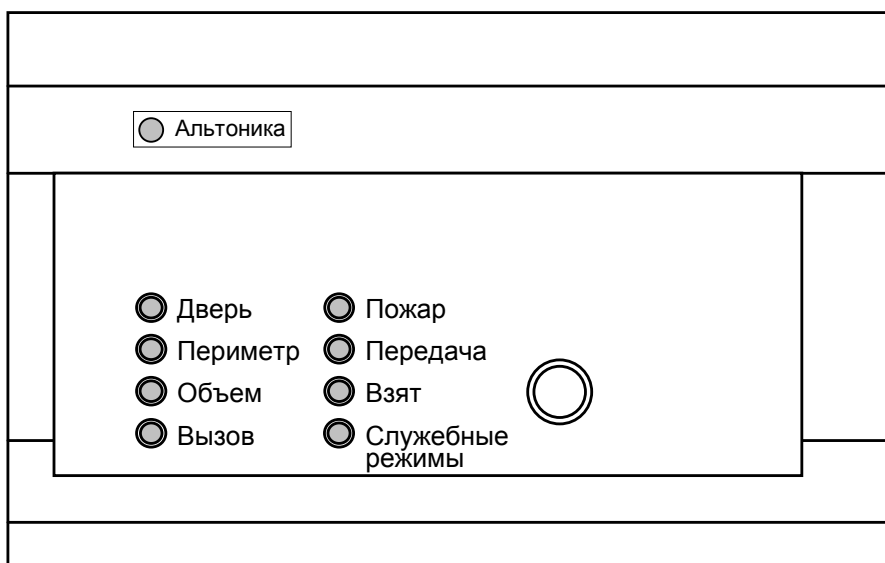 Альтоника
Дверь
Периметр
Объем
Вызов
Пожар
Передача
Взят
Служебные
режимы